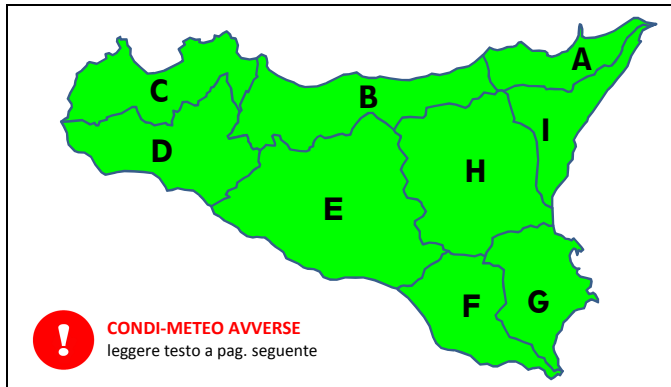 A
C
B
I
D
H
E
F
G
!
CONDI-METEO AVVERSE
leggere testo a pag. seguente